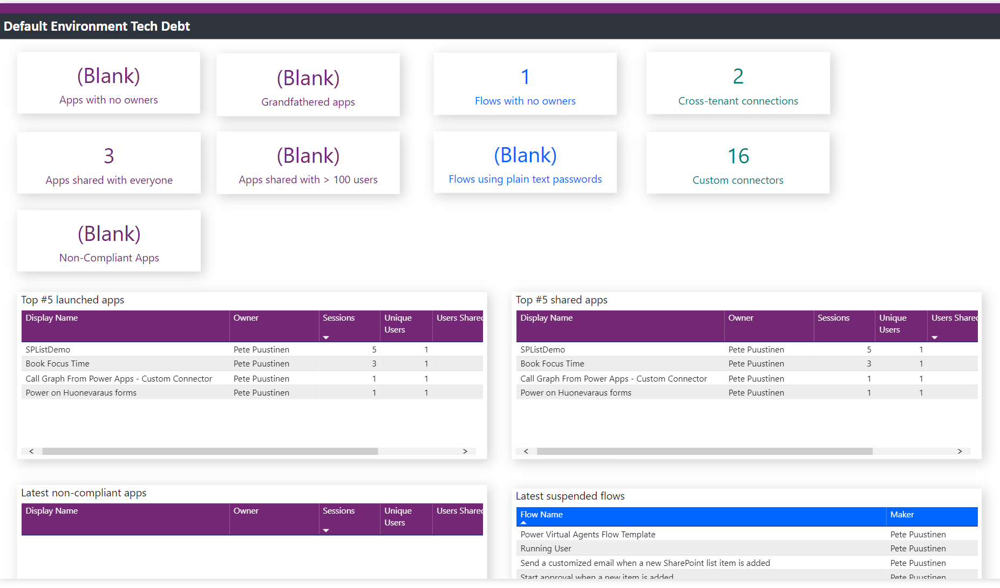 Default Environment Tech Debt
(Blank)
Apps with no owners
(Blank)
Grandfathered apps
1
Flows with no owners
2
Cross-tenant connections
3
Apps shared with everyone
(Blank)
Apps shared with > 100 users
(Blank)
Flows using plain text passwords
16
Custom connectors
(Blank)
Non-Compliant Apps
Top #5 launched apps
Display Name Owner Sessions Unique Users Users Shared
SPListDemo Pete Puustinen 5 1
Book Focus Time Pete Puustinen 3 1
Call Graph From Power Apps - Custom Connector Pete Puustinen 1 1
Power on Huonevaraus forms Pete Puustinen 1 1
Top #5 shared apps
Display Name Owner Sessions Unique Users Users Shared
SPListDemo Pete Puustinen 5 1
Book Focus Time Pete Puustinen 3 1
Call Graph From Power Apps - Custom Connector Pete Puustinen 1 1
Power on Huonevaraus forms Pete Puustinen 1 1
Latest non-compliant apps
Display Name Owner Sessions Unique Users Users Shared
Latest suspended flows
Flow Name Maker
Power Virtual Agents Flow Template Pete Puustinen
Running User Pete Puustinen
Send a customized email when a new SharePoint list item is added Pete Puustinen
Start approval when a new item is added Pete Puustinen